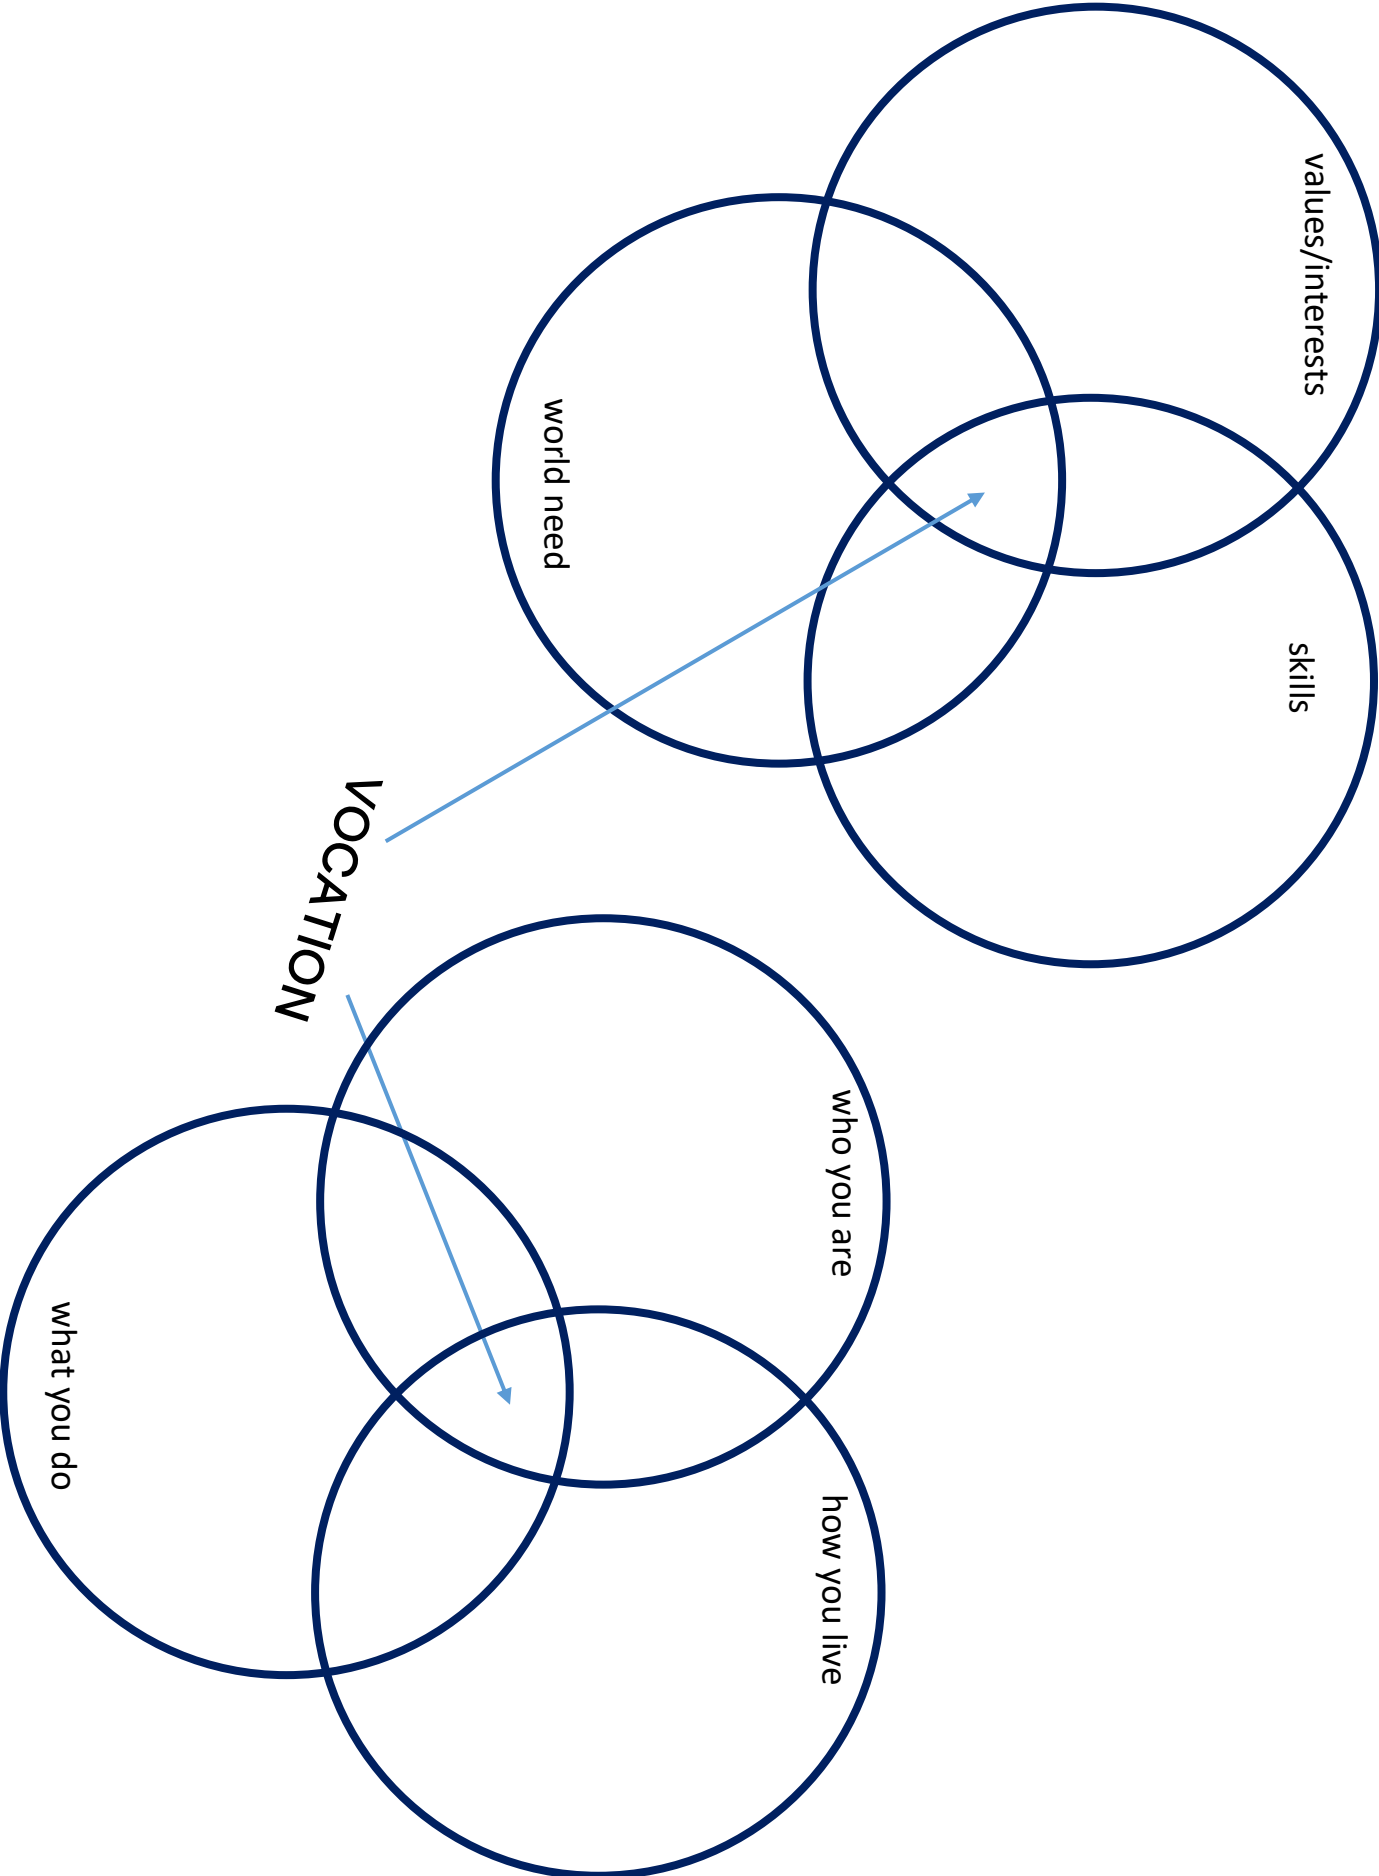 values/interests
skills
world need
VOCATION
who you are
how you live
what you do